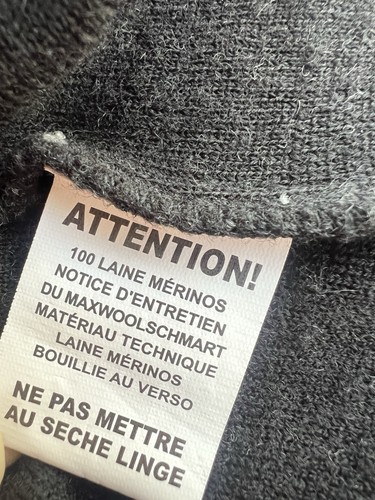 ATTENTION!
100 LAINE MÉRINOS
NOTICE D'ENTRETIEN
DU MAXWOOLSCHMART
MATÉRIAU TECHNIQUE
LAINE MÉRINOS
BOUILLIE AU VERSO
NE PAS METTRE
AU SECHE LINGE